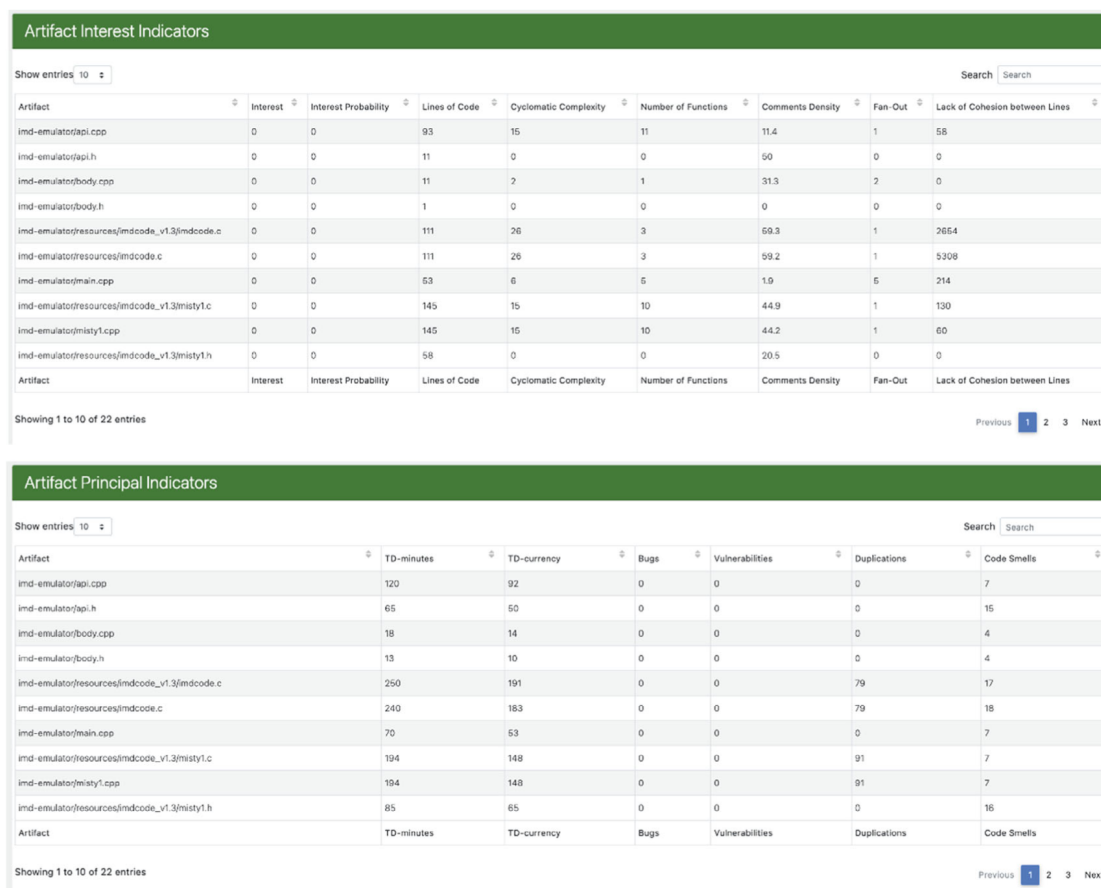 Artifact Interest Indicators
Show entries 10 Search Search
Artifact Interest Interest Probability Lines of Code Cyclomatic Complexity Number of Functions Comments Density Fan-Out Lack of Cohesion between Lines
imd-emulator/api.cpp 0 0 93 15 11 11.4 1 58
imd-emulator/api.h 0 0 11 0 0 50 0 0
imd-emulator/body.cpp 0 0 11 2 1 31.3 2 0
imd-emulator/body.h 0 0 1 0 0 0 0 0
imd-emulator/resources/imdcode_v1.3/imdcode.c 0 0 111 26 3 59.3 1 2654
imd-emulator/resources/imdcode.c 0 0 111 26 3 59.2 1 5308
imd-emulator/main.cpp 0 0 53 6 5 1.9 5 214
imd-emulator/resources/imdcode_v1.3/misty1.c 0 0 145 15 10 44.9 1 130
imd-emulator/misty1.cpp 0 0 145 15 10 44.2 1 60
imd-emulator/resources/imdcode_v1.3/misty1.h 0 0 58 0 0 20.5 0 0
Artifact Interest Interest Probability Lines of Code Cyclomatic Complexity Number of Functions Comments Density Fan-Out Lack of Cohesion between Lines
Showing 1 to 10 of 22 entries Previous 1 2 3 Next
Artifact Principal Indicators
Show entries 10 Search Search
Artifact TD-minutes TD-currency Bugs Vulnerabilities Duplications Code Smells
imd-emulator/api.cpp 120 92 0 0 0 7
imd-emulator/api.h 65 50 0 0 0 15
imd-emulator/body.cpp 18 14 0 0 0 4
imd-emulator/body.h 13 10 0 0 0 4
imd-emulator/resources/imdcode_v1.3/imdcode.c 250 191 0 0 79 17
imd-emulator/resources/imdcode.c 240 183 0 0 79 18
imd-emulator/main.cpp 70 53 0 0 0 7
imd-emulator/resources/imdcode_v1.3/misty1.c 194 148 0 0 91 7
imd-emulator/misty1.cpp 194 148 0 0 91 7
imd-emulator/resources/imdcode_v1.3/misty1.h 85 65 0 0 0 16
Artifact TD-minutes TD-currency Bugs Vulnerabilities Duplications Code Smells
Showing 1 to 10 of 22 entries Previous 1 2 3 Nex